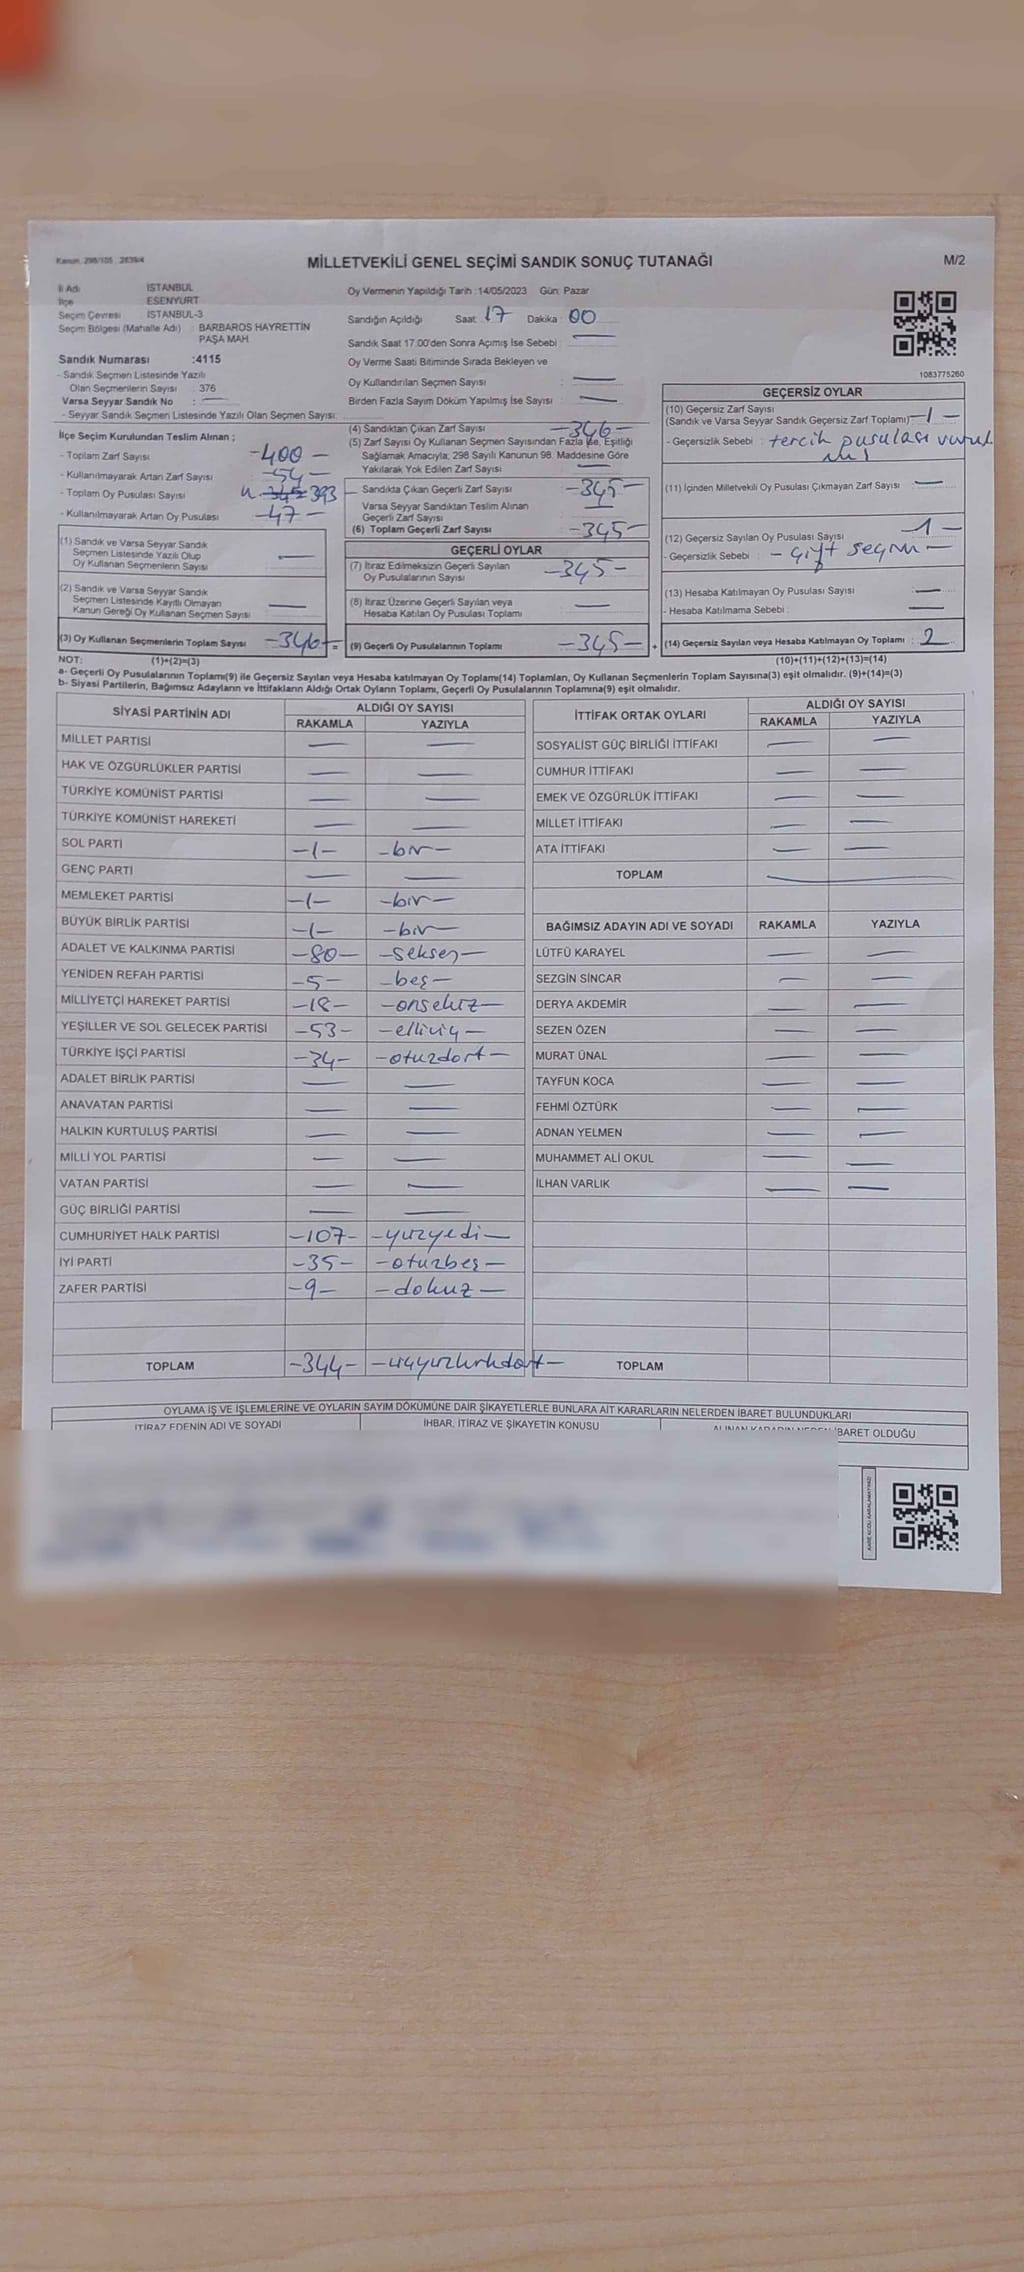 Kanun. 298/105 . 2839/4
MİLLETVEKİLİ GENEL SEÇİMİ SANDIK SONUÇ TUTANAĞI
M/2
İl Adı : İSTANBUL
İlçe : ESENYURT
Seçim Çevresi : İSTANBUL-3
Seçim Bölgesi (Mahalle Adı) : BARBAROS HAYRETTİN
PAŞA MAH
Sandık Numarası :4115
- Sandık Seçmen Listesinde Yazılı
Olan Seçmenlerin Sayısı : 376
Varsa Seyyar Sandık No : —
- Seyyar Sandık Seçmen Listesinde Yazılı Olan Seçmen Sayısı:
Oy Vermenin Yapıldığı Tarih :14/05/2023 Gün: Pazar
Sandığın Açıldığı Saat: 17 Dakika: 00
Sandık Saat 17:00'den Sonra Açımış İse Sebebi : —
Oy Verme Saati Bitiminde Sırada Bekleyen ve
Oy Kullandırılan Seçmen Sayısı : —
Birden Fazla Sayım Döküm Yapılmış İse Sayısı : —
1083775260
İlçe Seçim Kurulundan Teslim Alınan ;
- Toplam Zarf Sayısı -400-
- Kullanılmayarak Artan Zarf Sayısı -54-
- Toplam Oy Pusulası Sayısı 393
- Kullanılmayarak Artan Oy Pusulası -47-
(1) Sandık ve Varsa Seyyar Sandık
Seçmen Listesinde Yazılı Olup
Oy Kullanan Seçmenlerin Sayısı —
(2) Sandık ve Varsa Seyyar Sandık
Seçmen Listesinde Kayıtlı Olmayan
Kanun Gereği Oy Kullanan Seçmen Sayısı —
(3) Oy Kullanan Seçmenlerin Toplam Sayısı -346- =
(4) Sandıktan Çıkan Zarf Sayısı -346-
(5) Zarf Sayısı Oy Kullanan Seçmen Sayısından Fazla İse, Eşitliği
Sağlamak Amacıyla; 298 Sayılı Kanunun 98. Maddesine Göre
Yakılarak Yok Edilen Zarf Sayısı —
Sandıkta Çıkan Geçerli Zarf Sayısı -345-
Varsa Seyyar Sandıktan Teslim Alınan
Geçerli Zarf Sayısı —
(6) Toplam Geçerli Zarf Sayısı -345-
GEÇERLİ OYLAR
(7) İtiraz Edilmeksizin Geçerli Sayılan
Oy Pusulalarının Sayısı -345-
(8) İtiraz Üzerine Geçerli Sayılan veya
Hesaba Katılan Oy Pusulası Toplamı —
(9) Geçerli Oy Pusulalarının Toplamı -345- +
GEÇERSİZ OYLAR
(10) Geçersiz Zarf Sayısı
(Sandık ve Varsa Seyyar Sandık Geçersiz Zarf Toplamı) -1-
- Geçersizlik Sebebi : tercih pusulası
(11) İçinden Milletvekili Oy Pusulası Çıkmayan Zarf Sayısı —
(12) Geçersiz Sayılan Oy Pusulası Sayısı 1-
- Geçersizlik Sebebi : -çift seçim-
(13) Hesaba Katılmayan Oy Pusulası Sayısı —
- Hesaba Katılmama Sebebi : —
(14) Geçersiz Sayılan veya Hesaba Katılmayan Oy Toplamı : 2
(10)+(11)+(12)+(13)=(14)
NOT: (1)+(2)=(3)
a- Geçerli Oy Pusulalarının Toplamı(9) ile Geçersiz Sayılan veya Hesaba katılmayan Oy Toplamı(14) Toplamları, Oy Kullanan Seçmenlerin Toplam Sayısına(3) eşit olmalıdır. (9)+(14)=(3)
b- Siyasi Partilerin, Bağımsız Adayların ve İttifakların Aldığı Ortak Oyların Toplamı, Geçerli Oy Pusulalarının Toplamına(9) eşit olmalıdır.
SİYASİ PARTİNİN ADI
ALDIĞI OY SAYISI
RAKAMLA YAZIYLA
MİLLET PARTİSİ — —
HAK VE ÖZGÜRLÜKLER PARTİSİ — —
TÜRKİYE KOMÜNİST PARTİSİ — —
TÜRKİYE KOMÜNİST HAREKETİ — —
SOL PARTİ -1- -bir-
GENÇ PARTİ — —
MEMLEKET PARTİSİ -1- -bir-
BÜYÜK BİRLİK PARTİSİ -1- -bir-
ADALET VE KALKINMA PARTİSİ -80- -seksen-
YENİDEN REFAH PARTİSİ -5- -beş-
MİLLİYETÇİ HAREKET PARTİSİ -18- -onsekiz-
YEŞİLLER VE SOL GELECEK PARTİSİ -53- -elliüç-
TÜRKİYE İŞÇİ PARTİSİ -34- -otuzdört-
ADALET BİRLİK PARTİSİ — —
ANAVATAN PARTİSİ — —
HALKIN KURTULUŞ PARTİSİ — —
MİLLİ YOL PARTİSİ — —
VATAN PARTİSİ — —
GÜÇ BİRLİĞİ PARTİSİ — —
CUMHURİYET HALK PARTİSİ -107- -yüzyedi-
İYİ PARTİ -35- -otuzbeş-
ZAFER PARTİSİ -9- -dokuz-
TOPLAM -344- -üçyüzkırkdört-
İTTİFAK ORTAK OYLARI
ALDIĞI OY SAYISI
RAKAMLA YAZIYLA
SOSYALİST GÜÇ BİRLİĞİ İTTİFAKI — —
CUMHUR İTTİFAKI — —
EMEK VE ÖZGÜRLÜK İTTİFAKI — —
MİLLET İTTİFAKI — —
ATA İTTİFAKI — —
TOPLAM —
BAĞIMSIZ ADAYIN ADI VE SOYADI RAKAMLA YAZIYLA
LÜTFÜ KARAYEL — —
SEZGİN SİNCAR — —
DERYA AKDEMİR — —
SEZEN ÖZEN — —
MURAT ÜNAL — —
TAYFUN KOCA — —
FEHMİ ÖZTÜRK — —
ADNAN YELMEN — —
MUHAMMET ALİ OKUL — —
İLHAN VARLIK — —
TOPLAM
OYLAMA İŞ VE İŞLEMLERİNE VE OYLARIN SAYIM DÖKÜMÜNE DAİR ŞİKAYETLERLE BUNLARA AİT KARARLARIN NELERDEN İBARET BULUNDUKLARI
İTİRAZ EDENİN ADI VE SOYADI
İHBAR, İTİRAZ VE ŞİKAYETİN KONUSU
ALINAN KARARIN NEDEN İBARET OLDUĞU